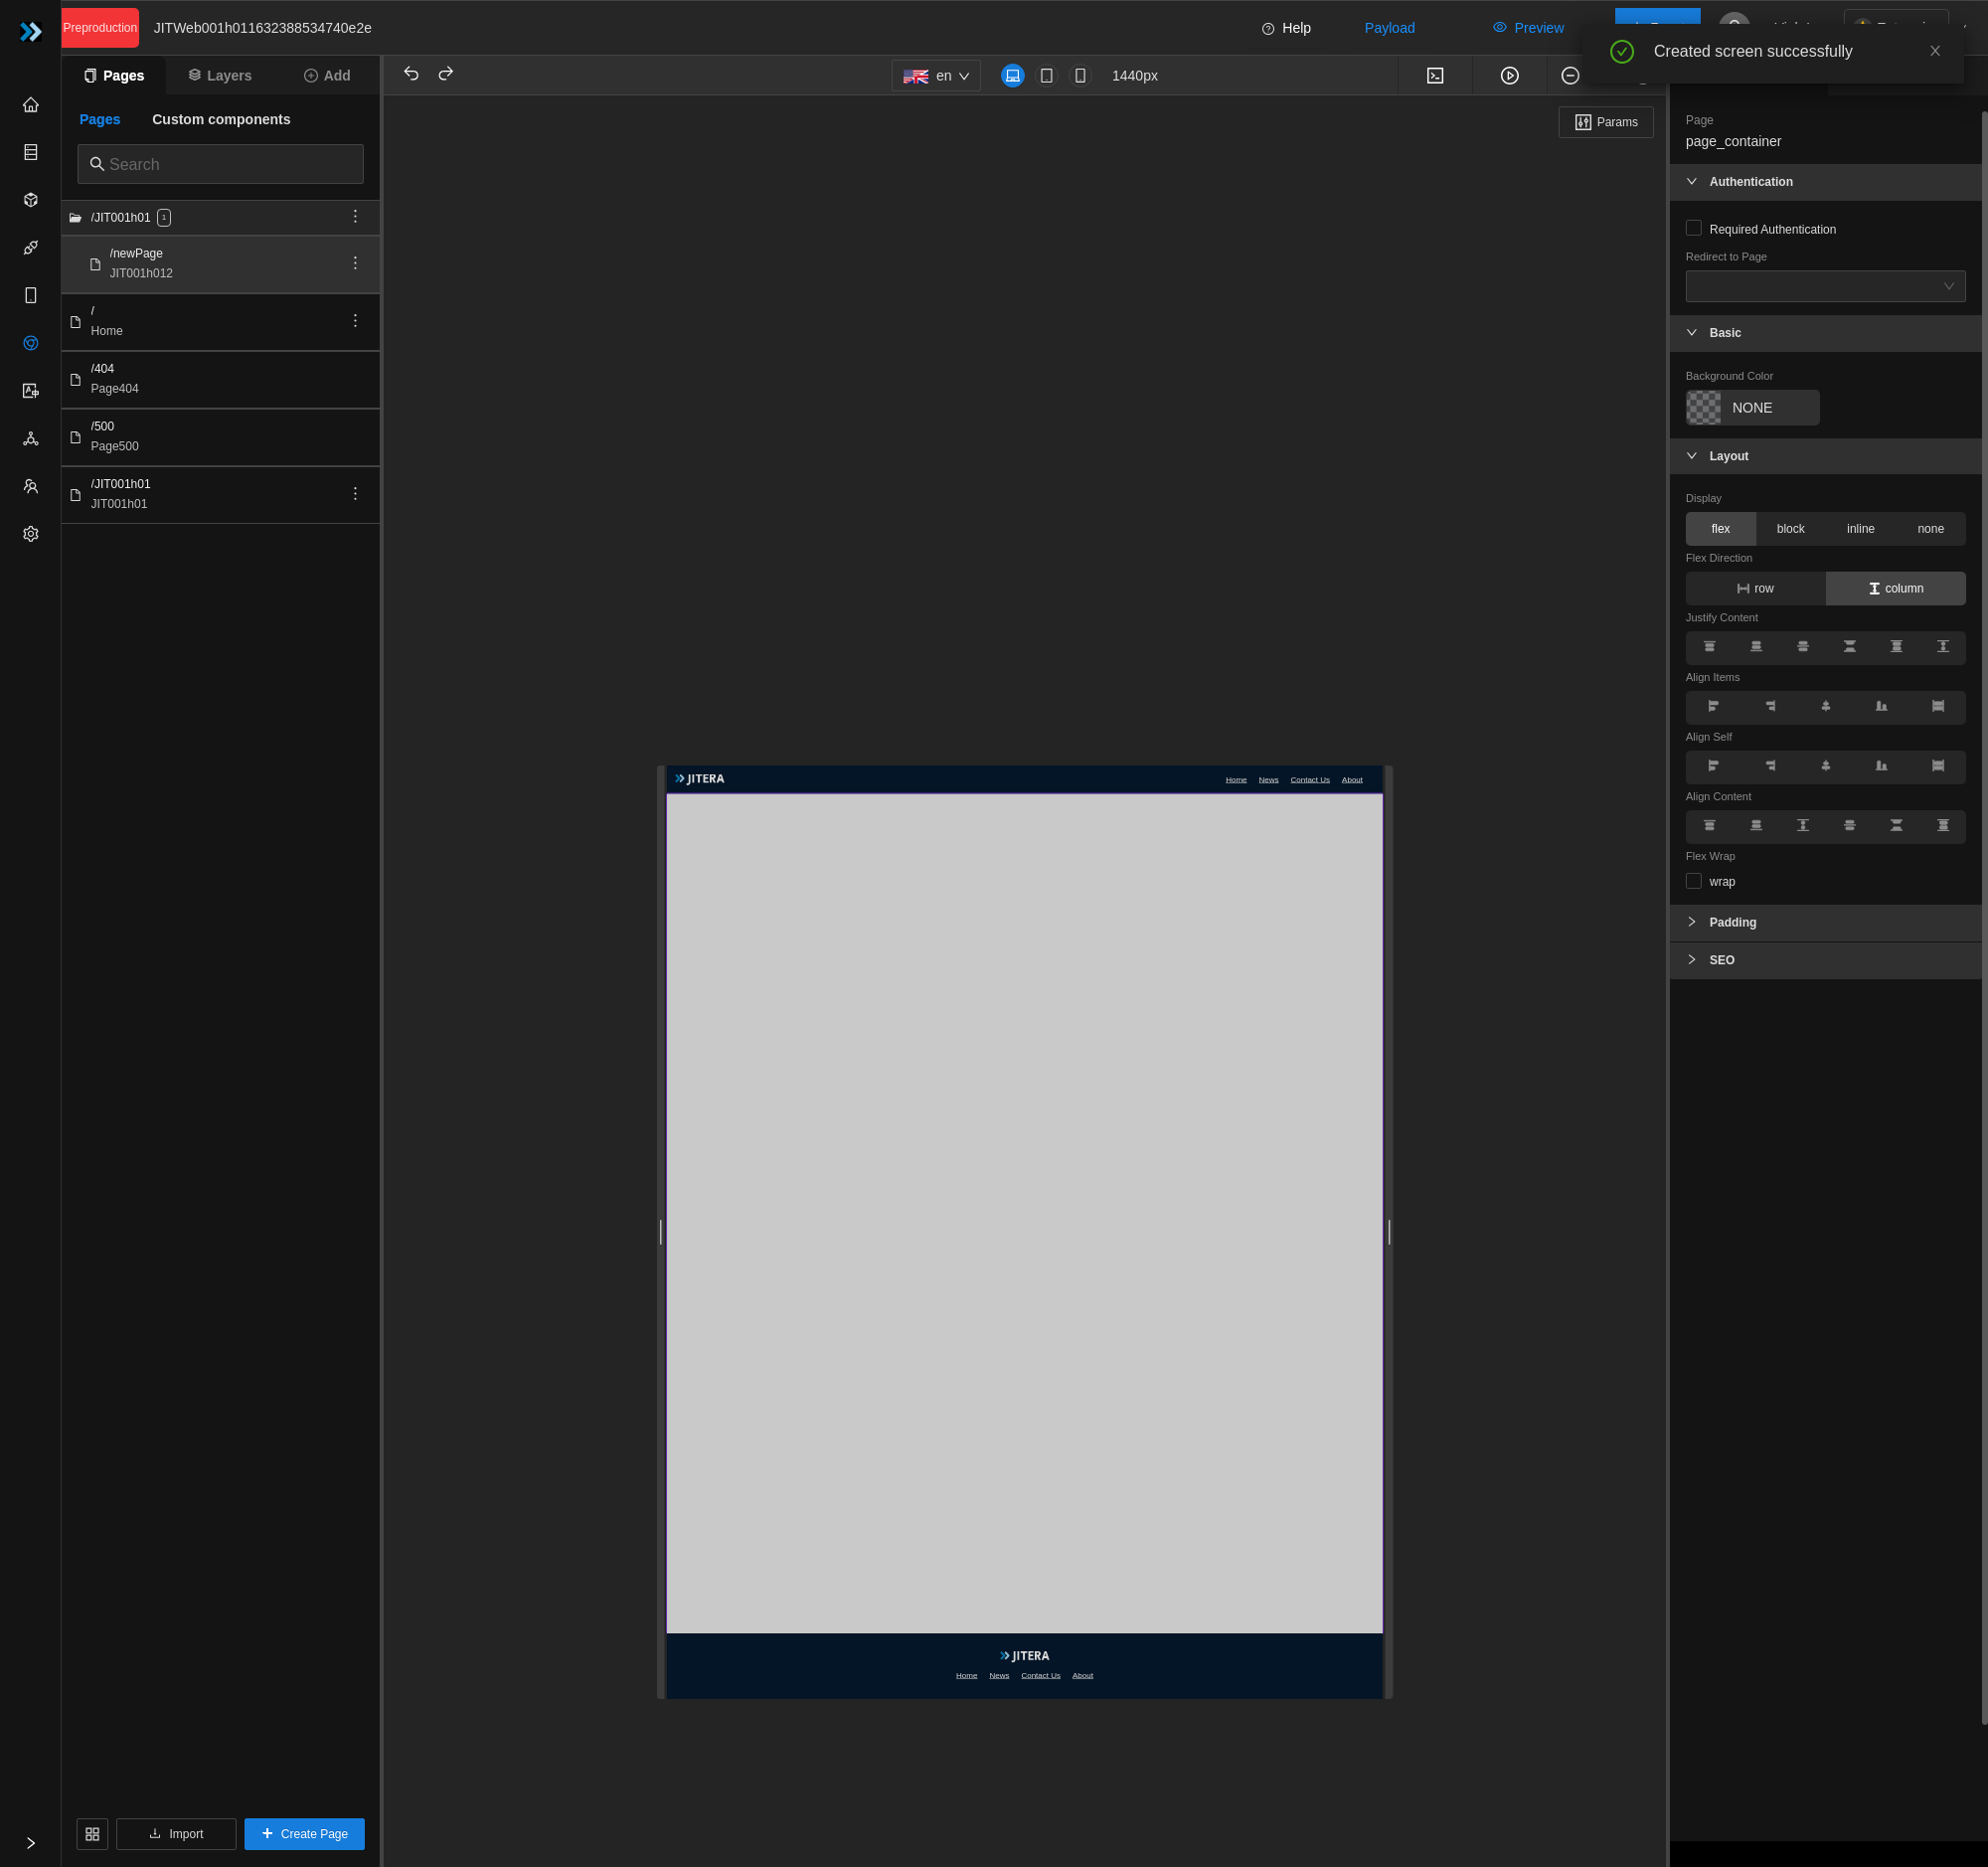 Preproduction
JITWeb001h011632388534740e2e
Help
Payload
Preview
Created screen successfully
Pages
Layers
Add
en
1440px
Pages
Custom components
Search
Params
/JIT001h01
1
/newPage
JIT001h012
/
Home
/404
Page404
/500
Page500
/JIT001h01
JIT001h01
Import
Create Page
JITERA
Home
News
Contact Us
About
JITERA
Home
News
Contact Us
About
Page
page_container
Authentication
Required Authentication
Redirect to Page
Basic
Background Color
NONE
Layout
Display
flex
block
inline
none
Flex Direction
row
column
Justify Content
Align Items
Align Self
Align Content
Flex Wrap
wrap
Padding
SEO